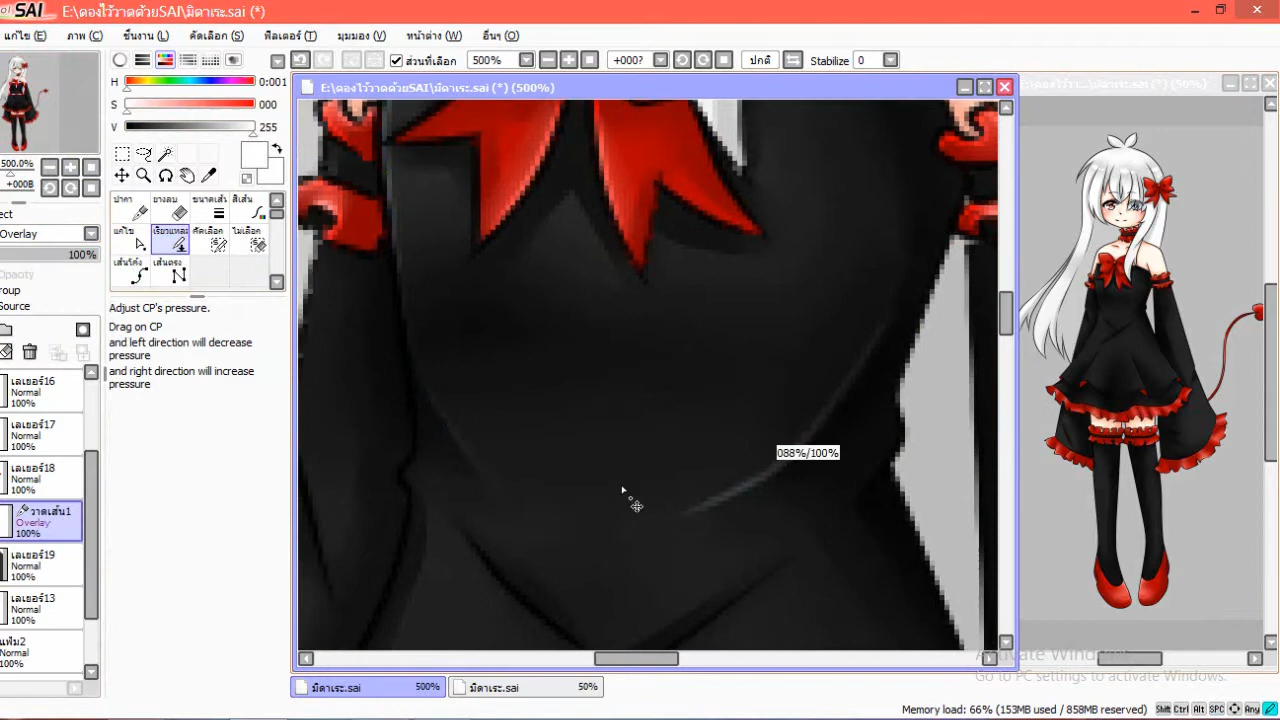 ol SAI E:\ดองไว้วาดด้วยSAI\มิดาเระ.sai (*)
แก้ไข (E) ภาพ (C) ชิ้นงาน (L) คัดเลือก (S) ฟิลเตอร์ (T) มุมมอง (V) หน้าต่าง (W) อื่นๆ (O)
ส่วนที่เลือก 500% +000? ปกติ Stabilize 0
H 0:001
S 000
V 255
500.0%
+000B
ect
Overlay
100%
Opacity
roup
Source
ปากา ยางลบ ขนาดเส้น สีเส้น
แก้ไข คัดเลือก ไม่เลือก
เส้นโค้ง เส้นตรง
Adjust CP's pressure.
Drag on CP
and left direction will decrease
pressure
and right direction will increase
pressure
เลเยอร์16
Normal
100%
เลเยอร์17
Normal
100%
เลเยอร์18
Normal
100%
วาดเส้น1
Overlay
100%
เลเยอร์19
Normal
100%
เลเยอร์13
Normal
100%
แฟ้ม2
Normal
100%
E:\ดองไว้วาดด้วยSAI\มิดาเระ.sai (*) (500%)
088%/100%
มิดาเระ.sai 500%
มิดาเระ.sai 50%
Activate Windows
Go to PC settings to activate Windows.
Memory load: 66% (153MB used / 858MB reserved) Shift Ctrl Alt SPC Any